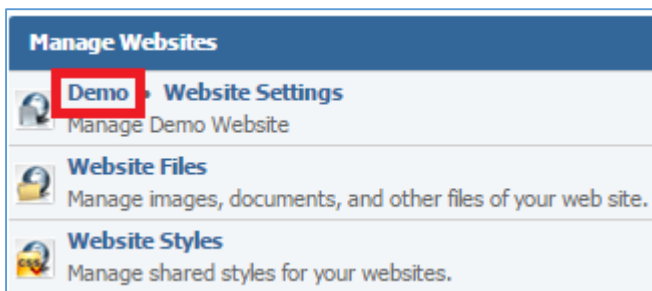 Manage Websites
Demo • Website Settings
Manage Demo Website
Website Files
Manage images, documents, and other files of your web site.
CSS
Website Styles
Manage shared styles for your websites.